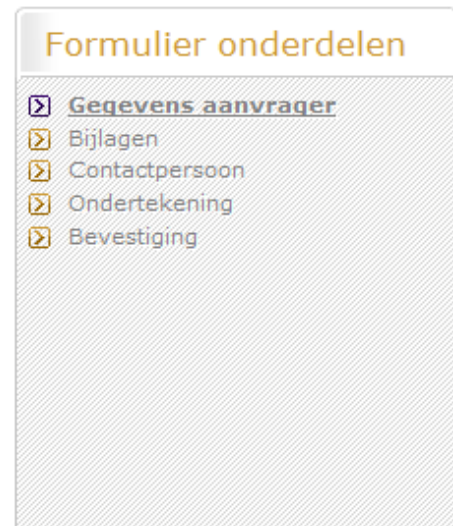 Formulier onderdelen
Gegevens aanvrager
Bijlagen
Contactpersoon
Ondertekening
Bevestiging